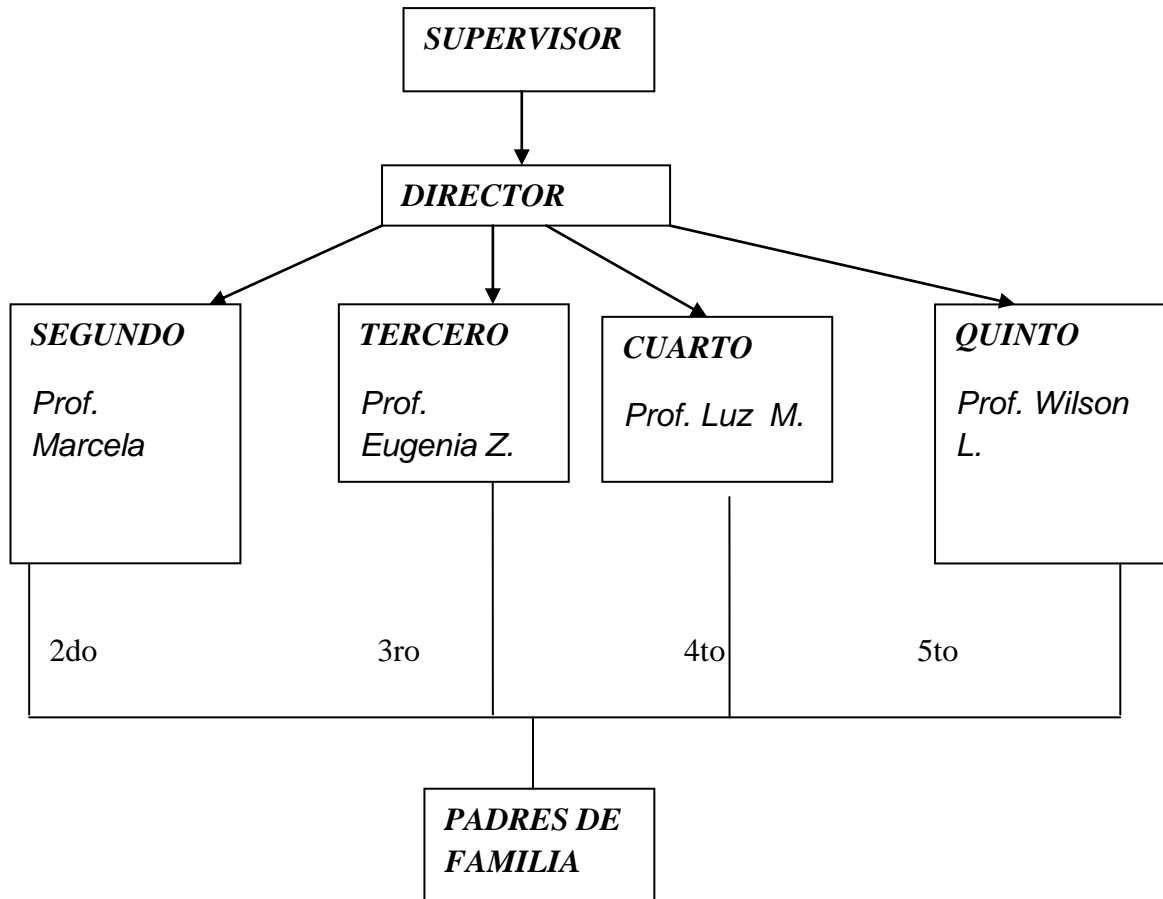 SUPERVISOR
DIRECTOR
SEGUNDO
Prof.
Marcela
TERCERO
Prof.
Eugenia Z.
CUARTO
Prof. Luz M.
QUINTO
Prof. Wilson
L.
2do
3ro
4to
5to
PADRES DE
FAMILIA